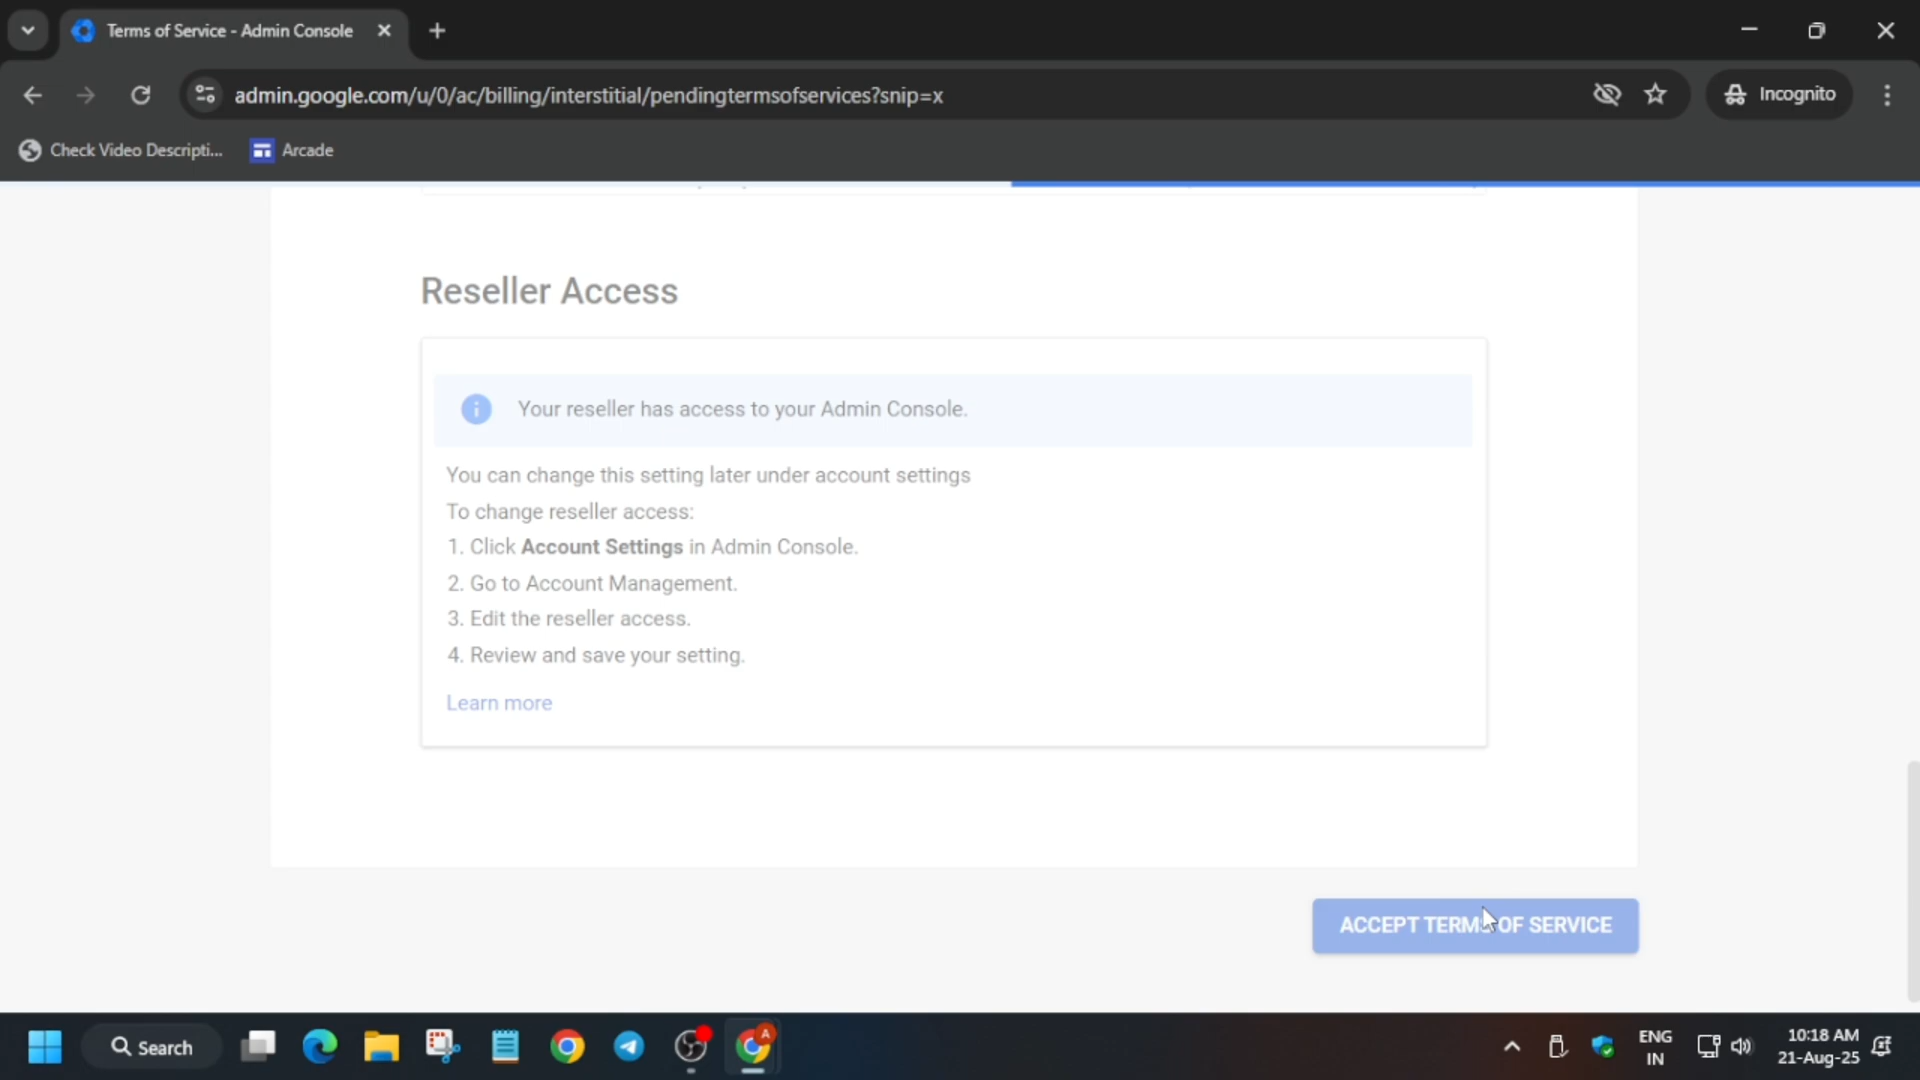 Terms of Service - Admin Console
admin.google.com/u/0/ac/billing/interstitial/pendingtermsofservices?snip=x
Incognito
Check Video Descripti...
Arcade
Reseller Access
Your reseller has access to your Admin Console.
You can change this setting later under account settings
To change reseller access:
1. Click Account Settings in Admin Console.
2. Go to Account Management.
3. Edit the reseller access.
4. Review and save your setting.
Learn more
ACCEPT TERMS OF SERVICE
Search
A
ENG
IN
10:18 AM
21-Aug-25